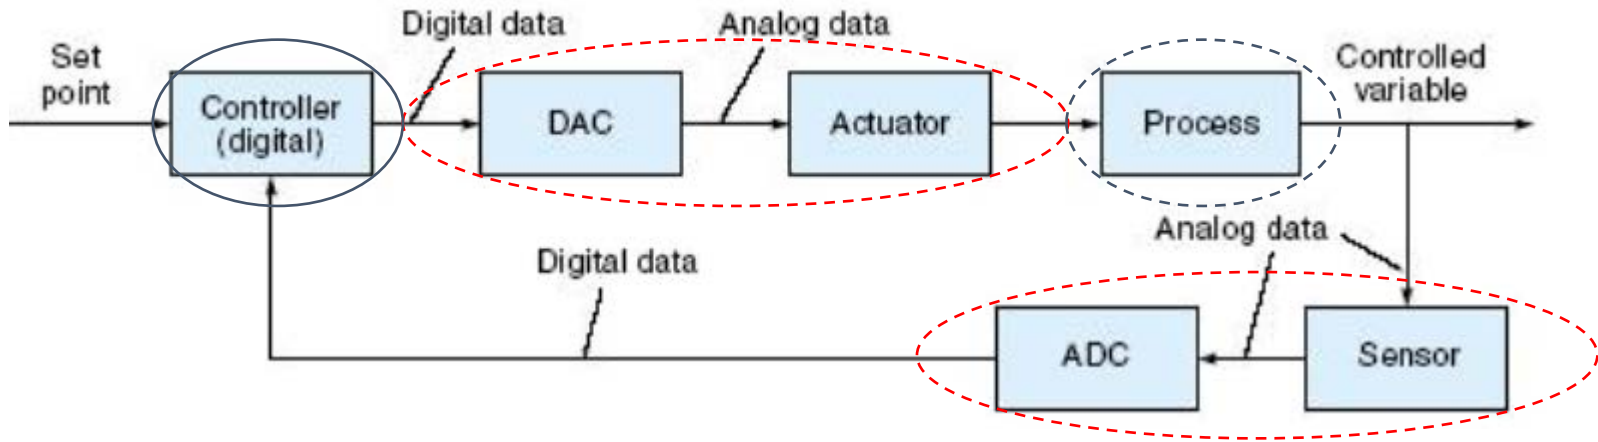 Digital data
Analog data
Set
point
Controller
(digital)
DAC
Actuator
Process
Controlled
variable
Analog data
Digital data
ADC
Sensor